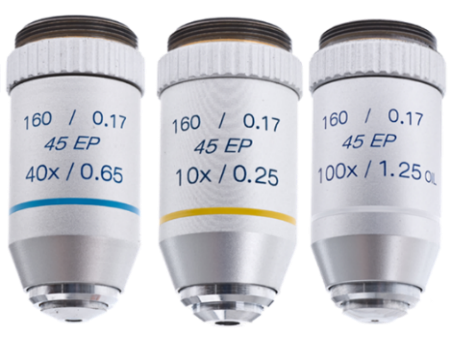 160 / 0.17
45 EP
40x / 0.65
160 / 0.17
45 EP
10x / 0.25
160 / 0.17
45 EP
100x / 1.25 OIL